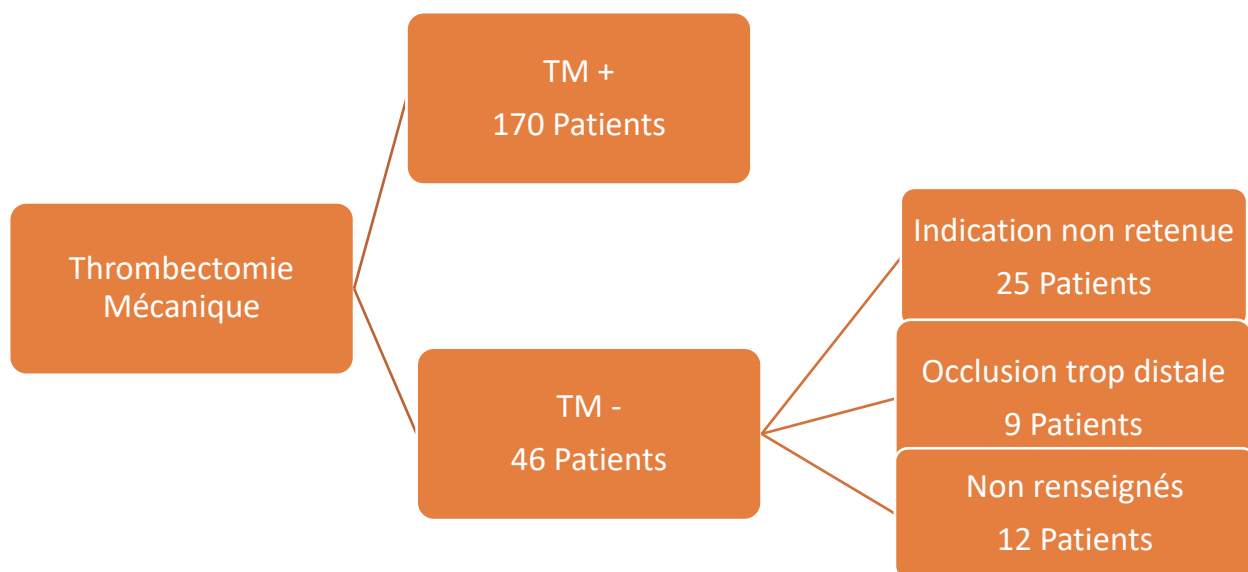 Thrombectomie
Mécanique
TM +
170 Patients
TM -
46 Patients
Indication non retenue
25 Patients
Occlusion trop distale
9 Patients
Non renseignés
12 Patients